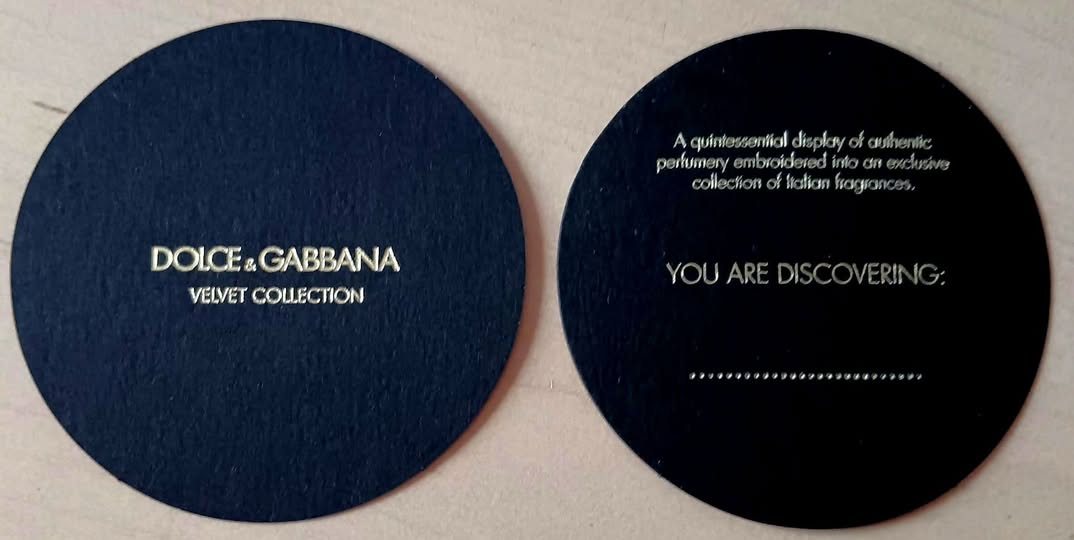 DOLCE & GABBANA
VELVET COLLECTION
A quintessential display of authentic
perfumery embroidered into an exclusive
collection of Italian fragrances.
YOU ARE DISCOVERING:
...........................